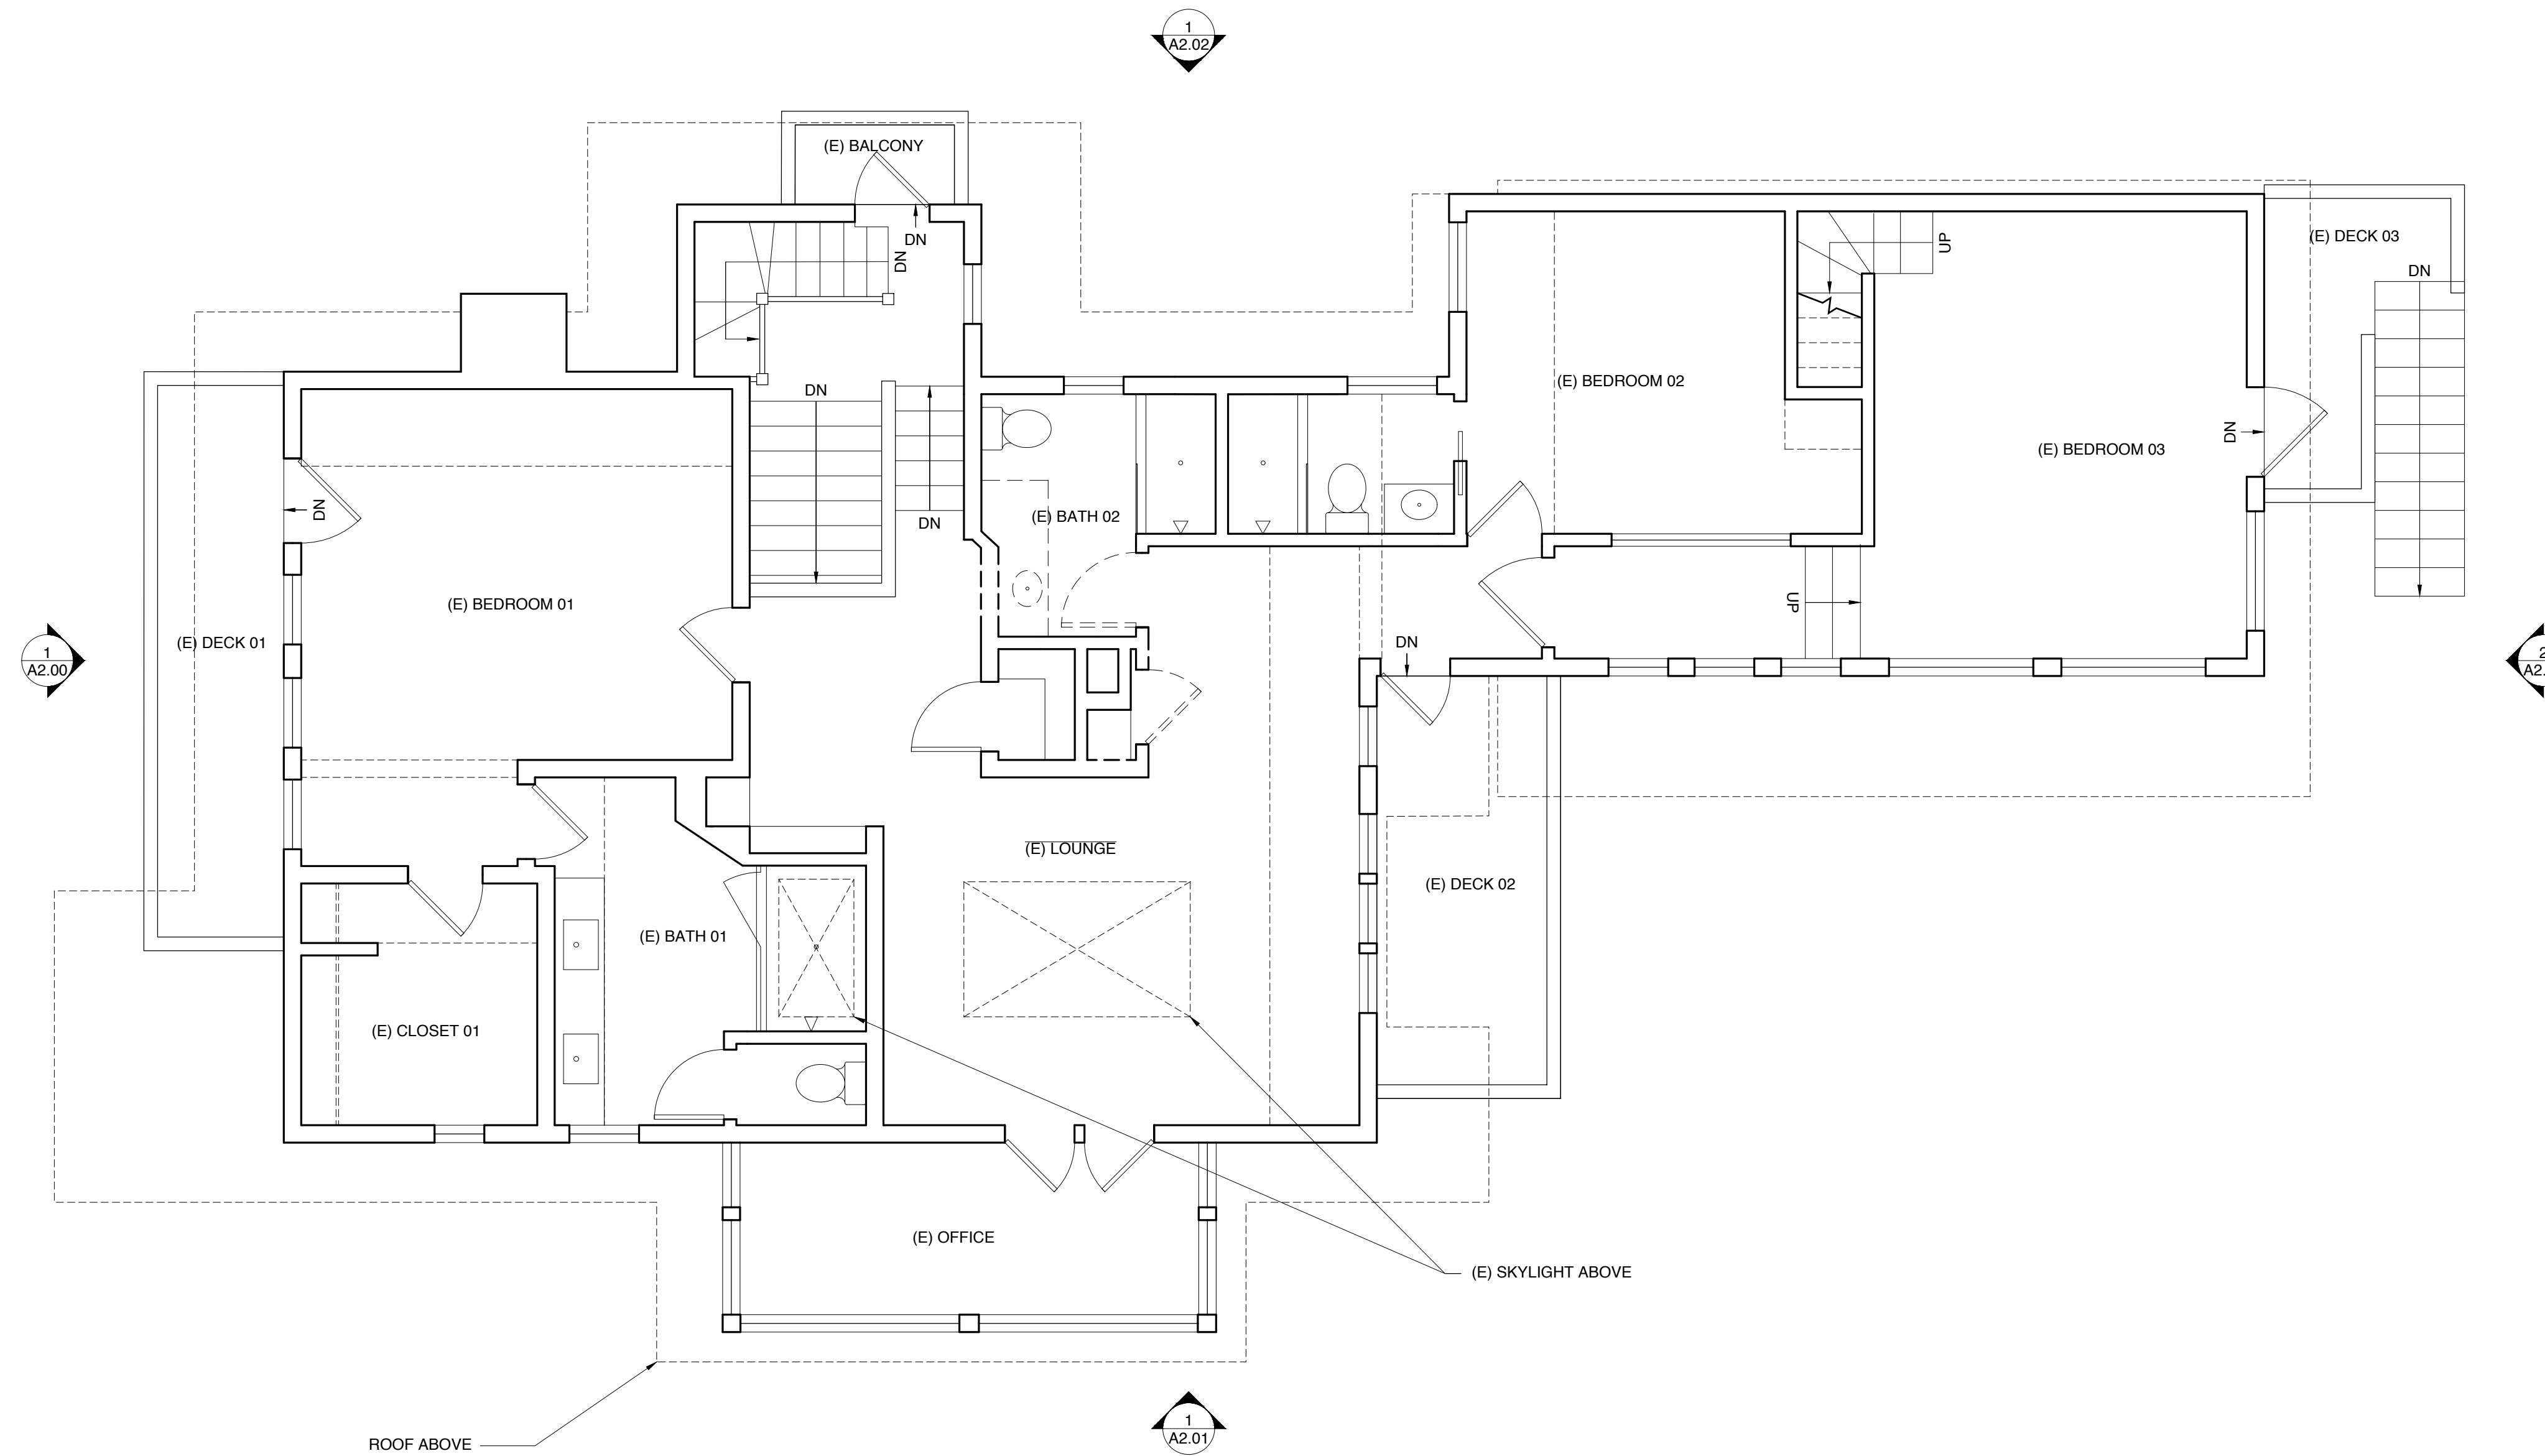 1
A2.02
(E) BALCONY
DN
DN
UP
(E) DECK 03
DN
DN
(E) BEDROOM 02
DN
(E) BEDROOM 03
DN
DN
(E) BATH 02
(E) BEDROOM 01
UP
(E) DECK 01
DN
1
A2.00
2
A2.
(E) LOUNGE
(E) DECK 02
(E) BATH 01
(E) CLOSET 01
(E) OFFICE
(E) SKYLIGHT ABOVE
1
A2.01
ROOF ABOVE